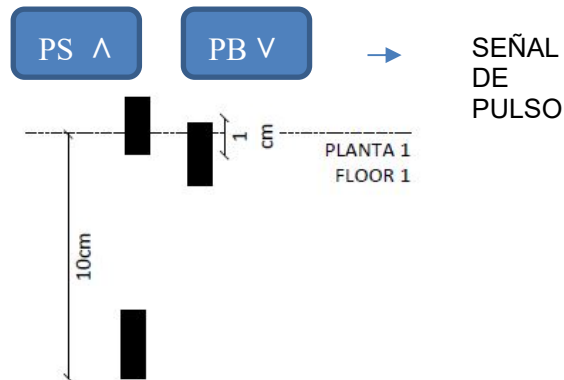 PS ∧
PB ∨
SEÑAL
DE
PULSO
1
cm
PLANTA 1
FLOOR 1
10cm